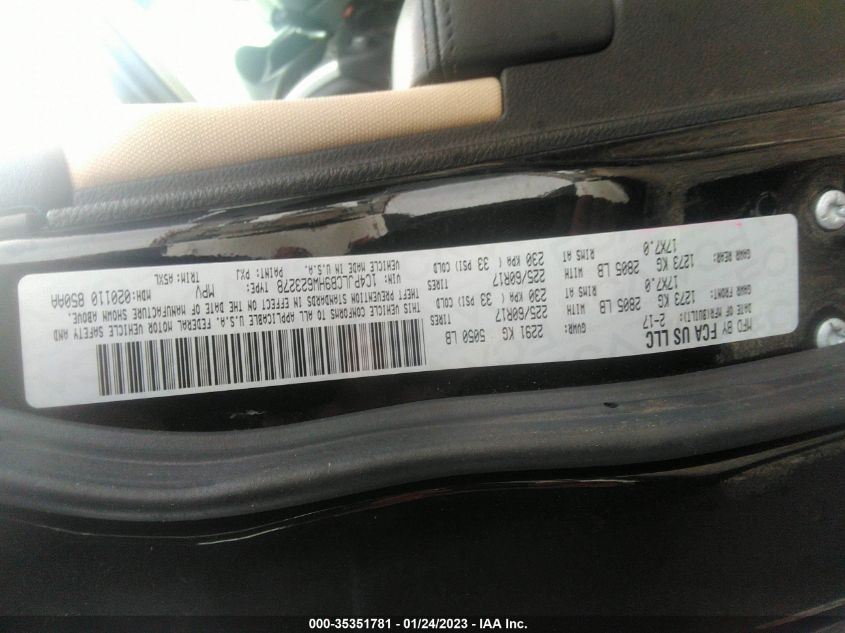 MFD BY FCA US LLC
DATE OF MFR(BUILT): 2-17 GVWR: 2291 KG 5050 LB
GAWR FRONT: 1273 KG 2805 LB WITH TIRES 225/60R17
17X7.0 RIMS AT 230 KPA ( 33 PSI) COLD
GAWR REAR: 1273 KG 2805 LB WITH TIRES 225/60R17
17X7.0 RIMS AT 230 KPA ( 33 PSI) COLD
THIS VEHICLE CONFORMS TO ALL APPLICABLE U.S.A. FEDERAL MOTOR VEHICLE SAFETY AND
THEFT PREVENTION STANDARDS IN EFFECT ON THE DATE OF MANUFACTURE SHOWN ABOVE.
VIN: 1C4PJLCB9HW623278 TYPE: MPV MDH:020110 850AA
VEHICLE MADE IN U.S.A. PAINT: PXJ TRIM: A5XL
000-35351781 - 01/24/2023 - IAA Inc.